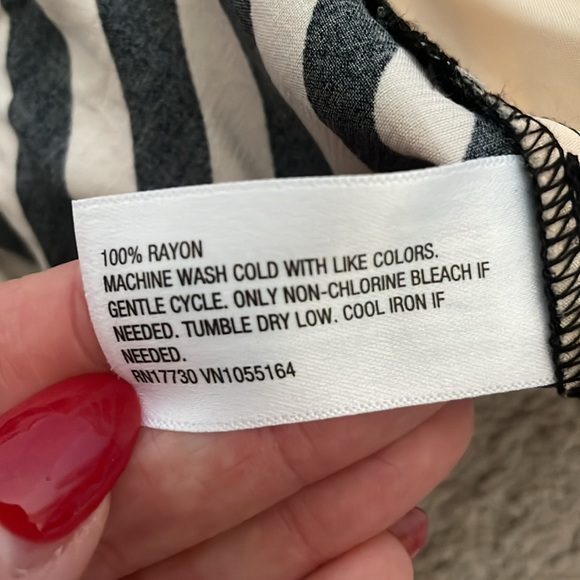 100% RAYON
MACHINE WASH COLD WITH LIKE COLORS.
GENTLE CYCLE. ONLY NON-CHLORINE BLEACH IF
NEEDED. TUMBLE DRY LOW. COOL IRON IF
NEEDED.
RN17730 VN1055164